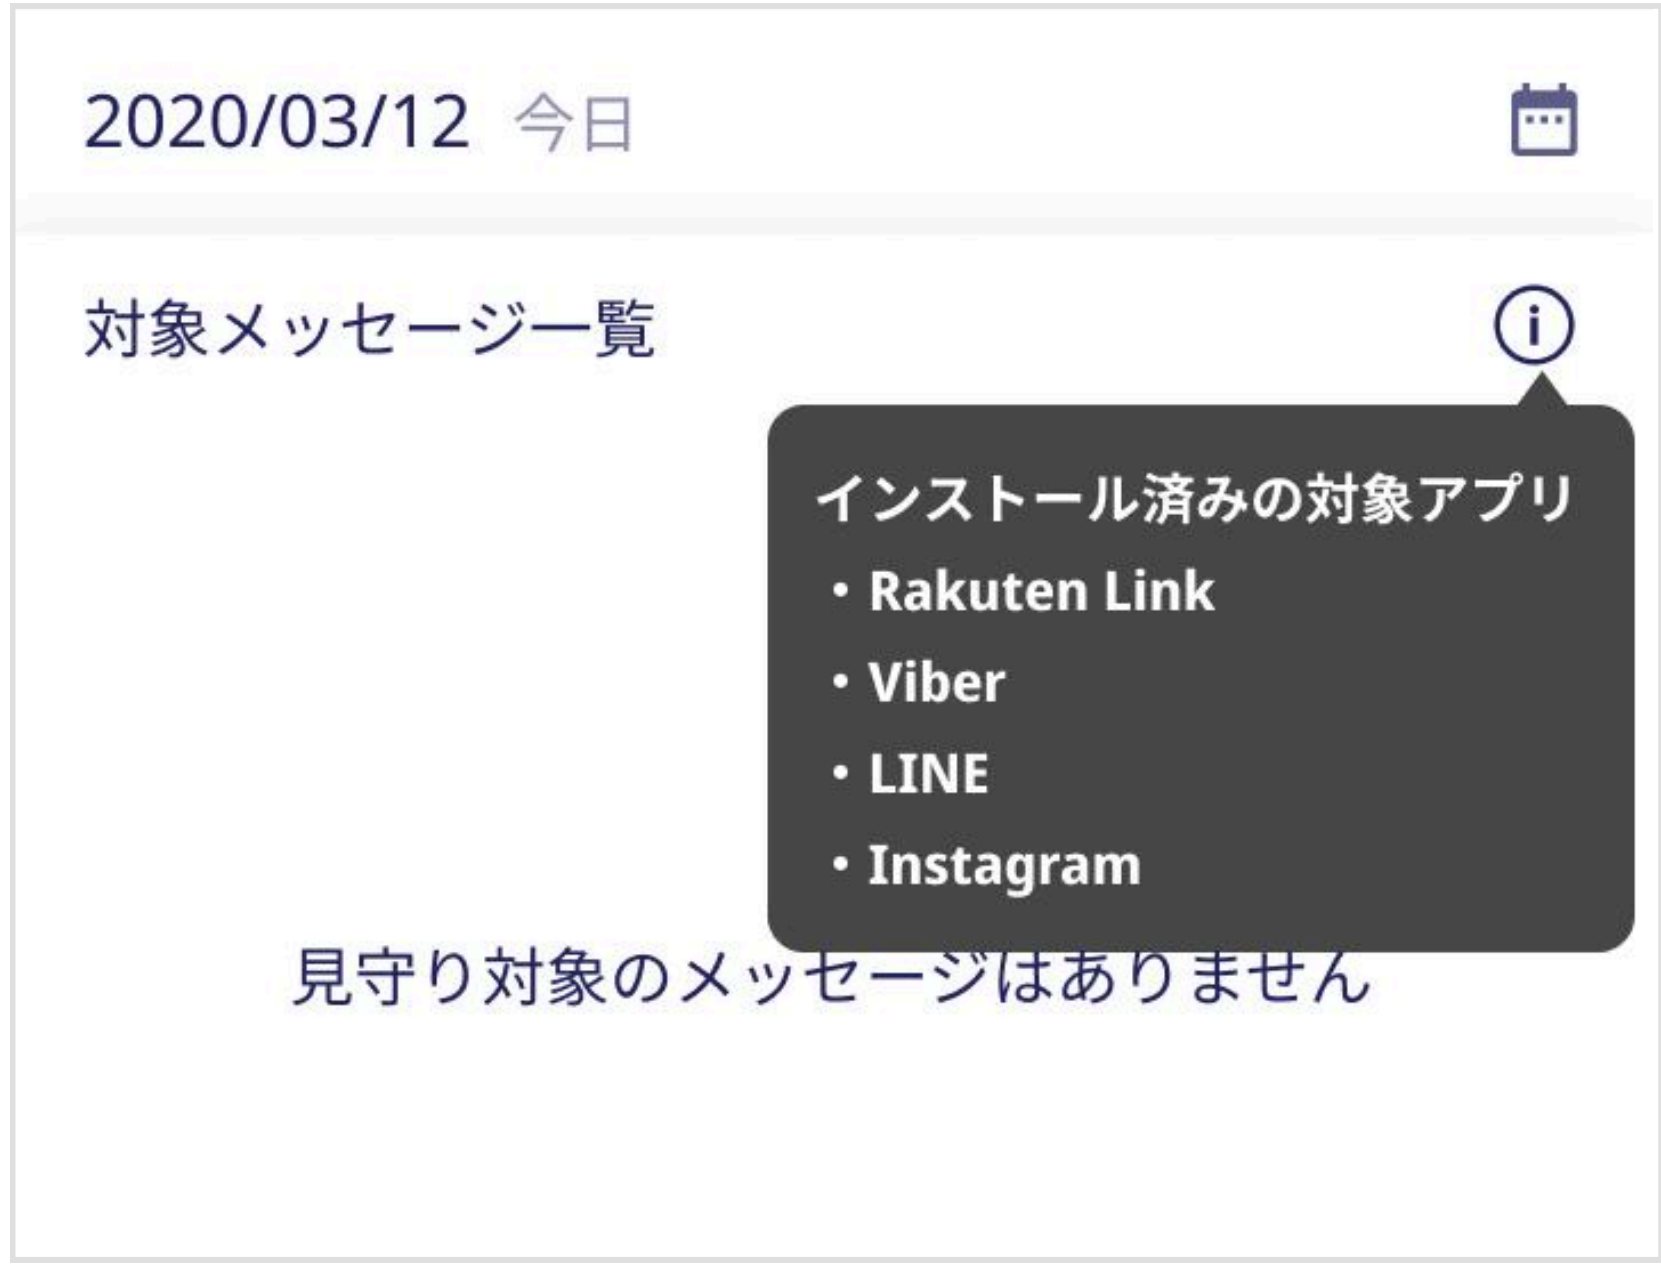 2020/03/12 今日
対象メッセージ一覧
インストール済みの対象アプリ
・Rakuten Link
・Viber
・LINE
・Instagram
見守り対象のメッセージはありません